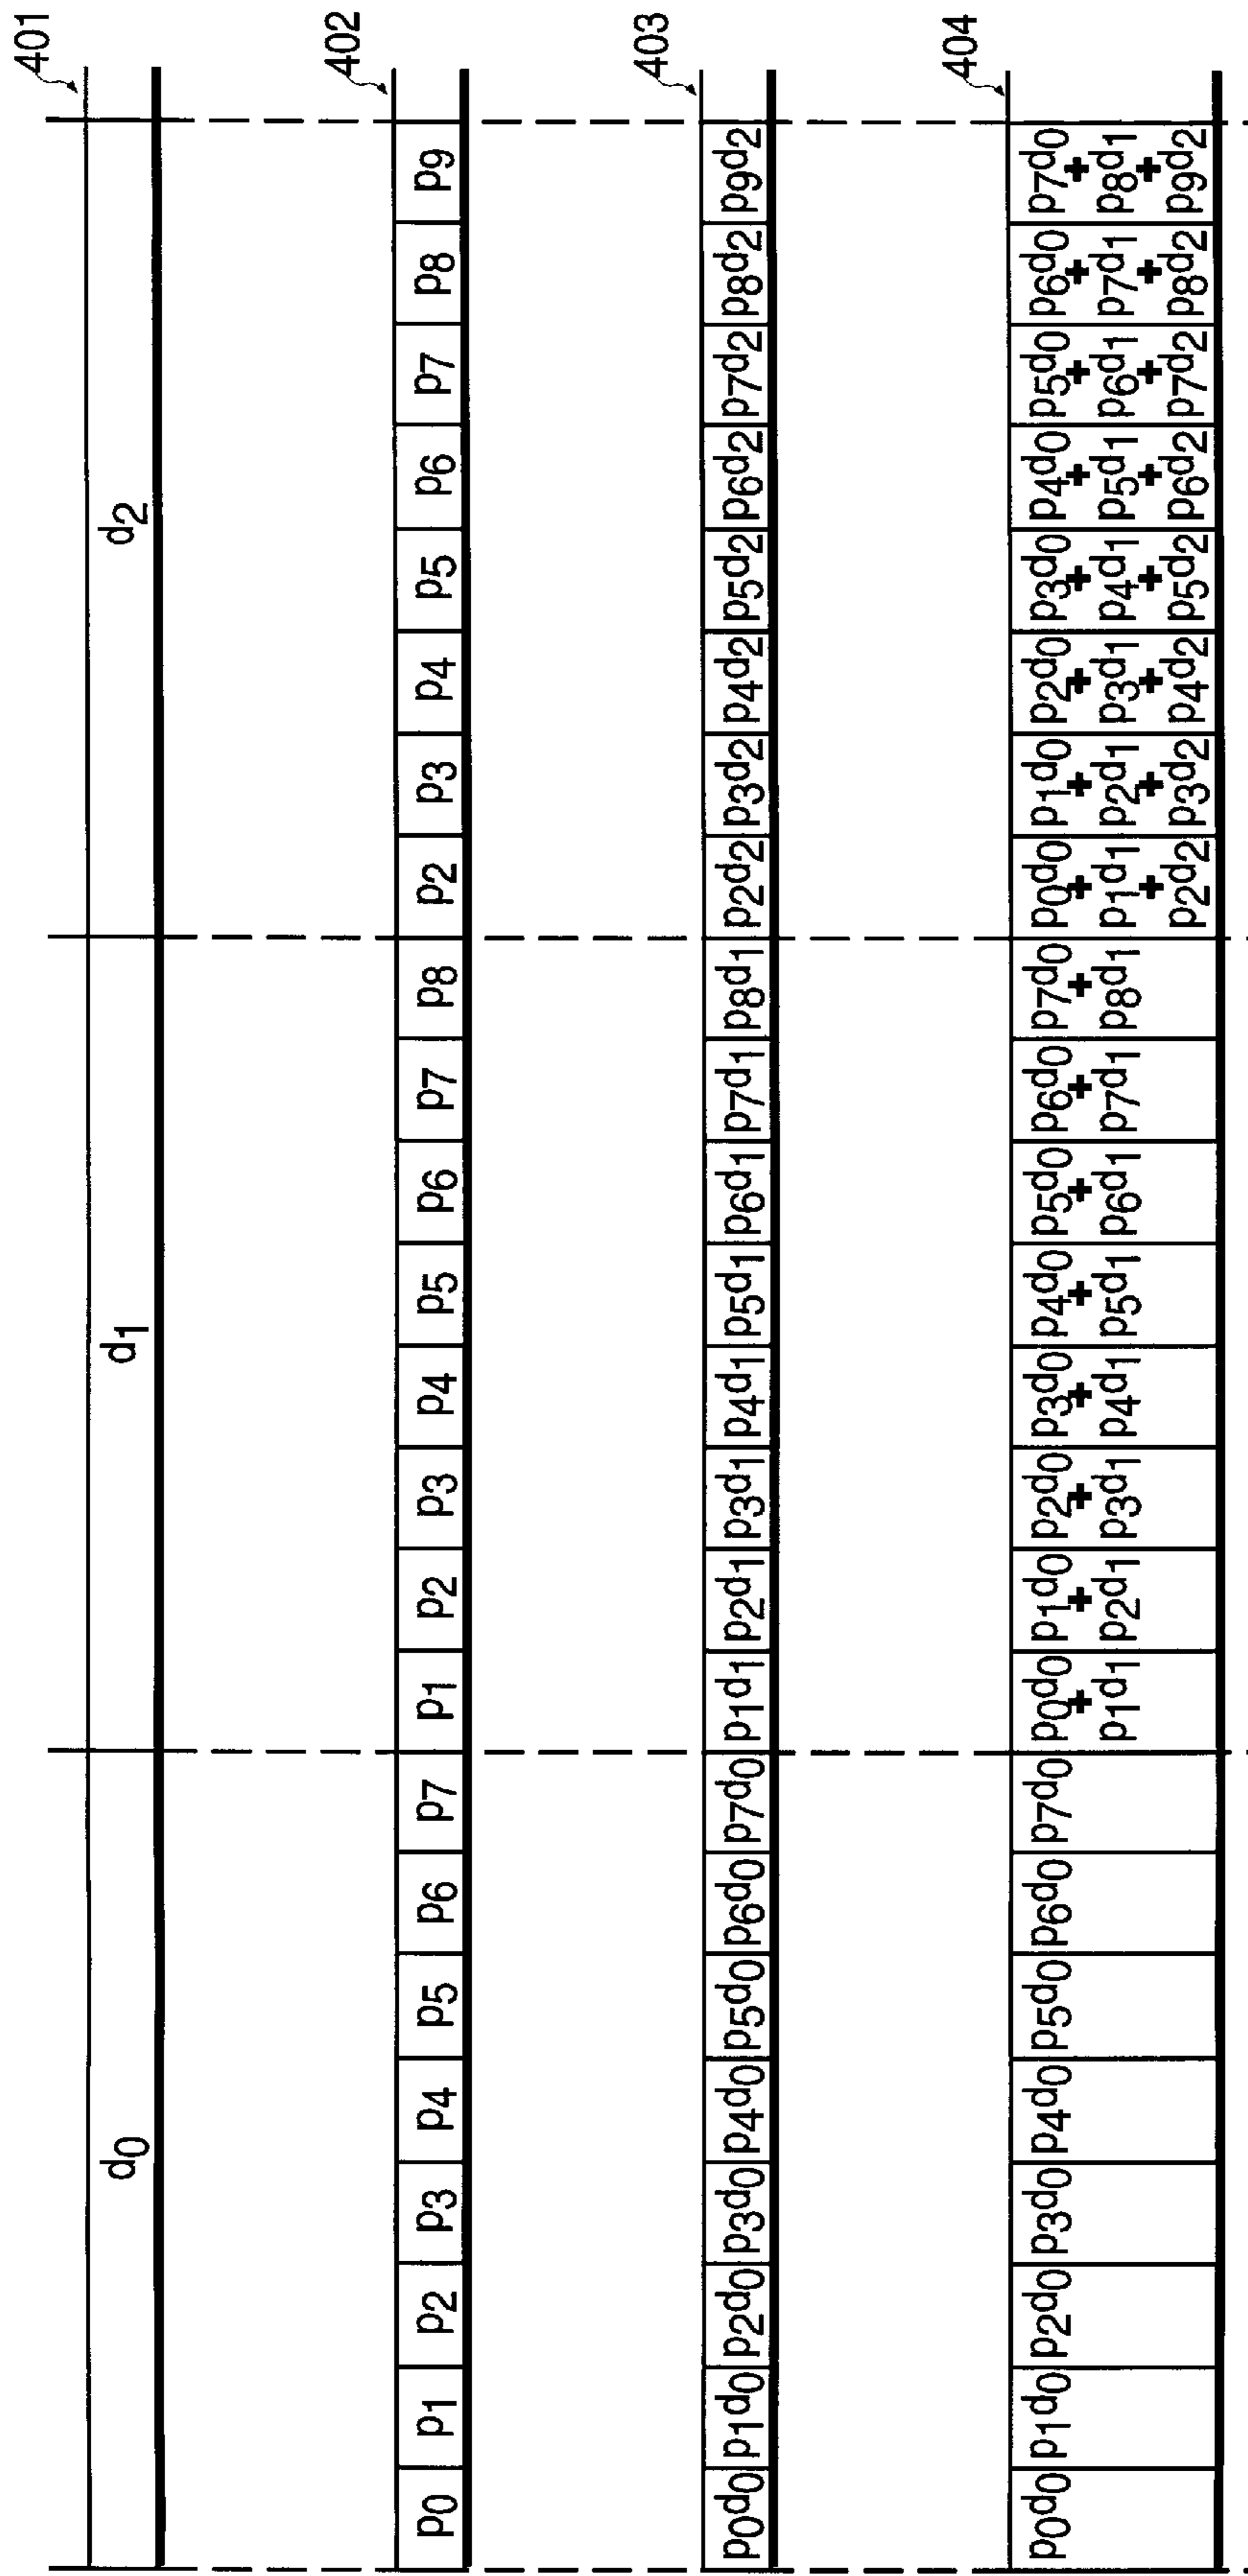 d0 d1 d2 401
p0 p1 p2 p3 p4 p5 p6 p7 p1 p2 p3 p4 p5 p6 p7 p8 p2 p3 p4 p5 p6 p7 p8 p9 402
p0d0 p1d0 p2d0 p3d0 p4d0 p5d0 p6d0 p7d0 p1d1 p2d1 p3d1 p4d1 p5d1 p6d1 p7d1 p8d1 p2d2 p3d2 p4d2 p5d2 p6d2 p7d2 p8d2 p9d2 403
p0d0 p1d0 p2d0 p3d0 p4d0 p5d0 p6d0 p7d0 p0d0 p1d0 p2d0 p3d0 p4d0 p5d0 p6d0 p7d0 p0d0 p1d0 p2d0 p3d0 p4d0 p5d0 p6d0 p7d0 404
+ + + + + + + + + + + + + + + +
p1d1 p2d1 p3d1 p4d1 p5d1 p6d1 p7d1 p8d1 p1d1 p2d1 p3d1 p4d1 p5d1 p6d1 p7d1 p8d1
+ + + + + + + +
p2d2 p3d2 p4d2 p5d2 p6d2 p7d2 p8d2 p9d2